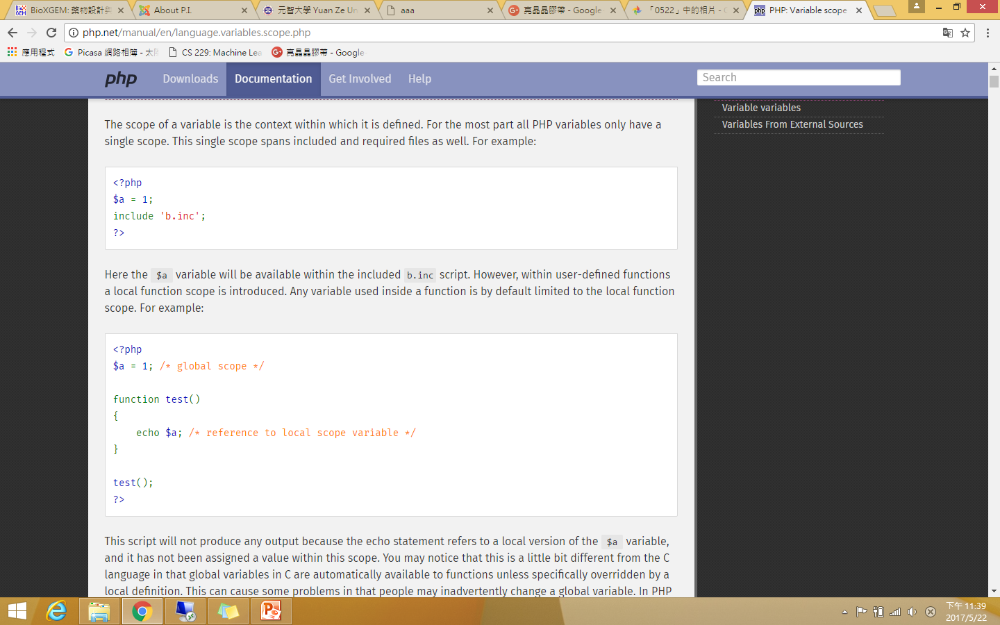 BioXGEM: 藥物設計與
About P.I.
元智大學 Yuan Ze Un
aaa
亮晶晶膠帶 - Google
「0522」中的相片 - G
PHP: Variable scope
php.net/manual/en/language.variables.scope.php
應用程式
Picasa 網路相簿 - 太陽
CS 229: Machine Lea
亮晶晶膠帶 - Google
php
Downloads
Documentation
Get Involved
Help
Search
Variable variables
Variables From External Sources
The scope of a variable is the context within which it is defined. For the most part all PHP variables only have a
single scope. This single scope spans included and required files as well. For example:
<?php
$a = 1;
include 'b.inc';
?>
Here the $a variable will be available within the included b.inc script. However, within user-defined functions
a local function scope is introduced. Any variable used inside a function is by default limited to the local function
scope. For example:
<?php
$a = 1; /* global scope */
function test()
{
echo $a; /* reference to local scope variable */
}
test();
?>
This script will not produce any output because the echo statement refers to a local version of the $a variable,
and it has not been assigned a value within this scope. You may notice that this is a little bit different from the C
language in that global variables in C are automatically available to functions unless specifically overridden by a
local definition. This can cause some problems in that people may inadvertently change a global variable. In PHP
下午 11:39
2017/5/22